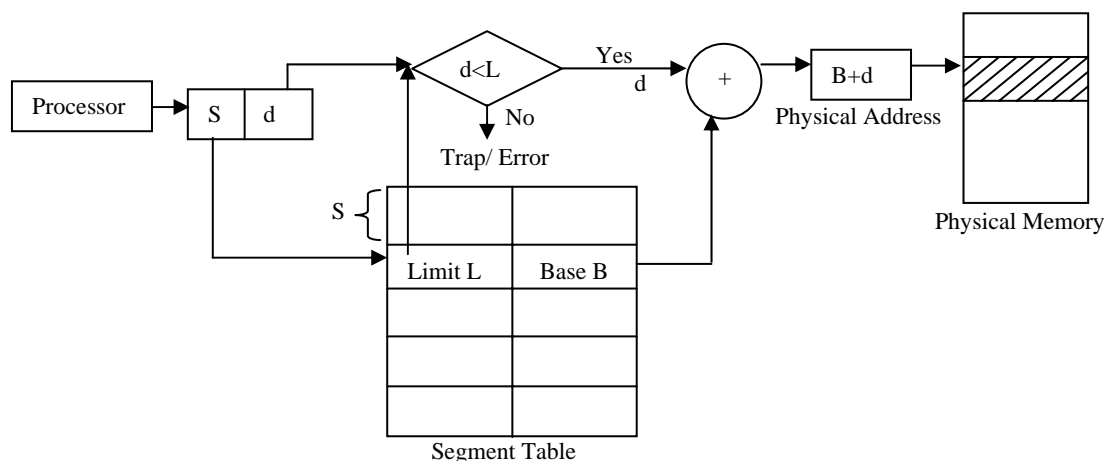 Processor
S
d
d<L
Yes
d
No
Trap/ Error
+
B+d
Physical Address
Physical Memory
S
Limit L
Base B
Segment Table